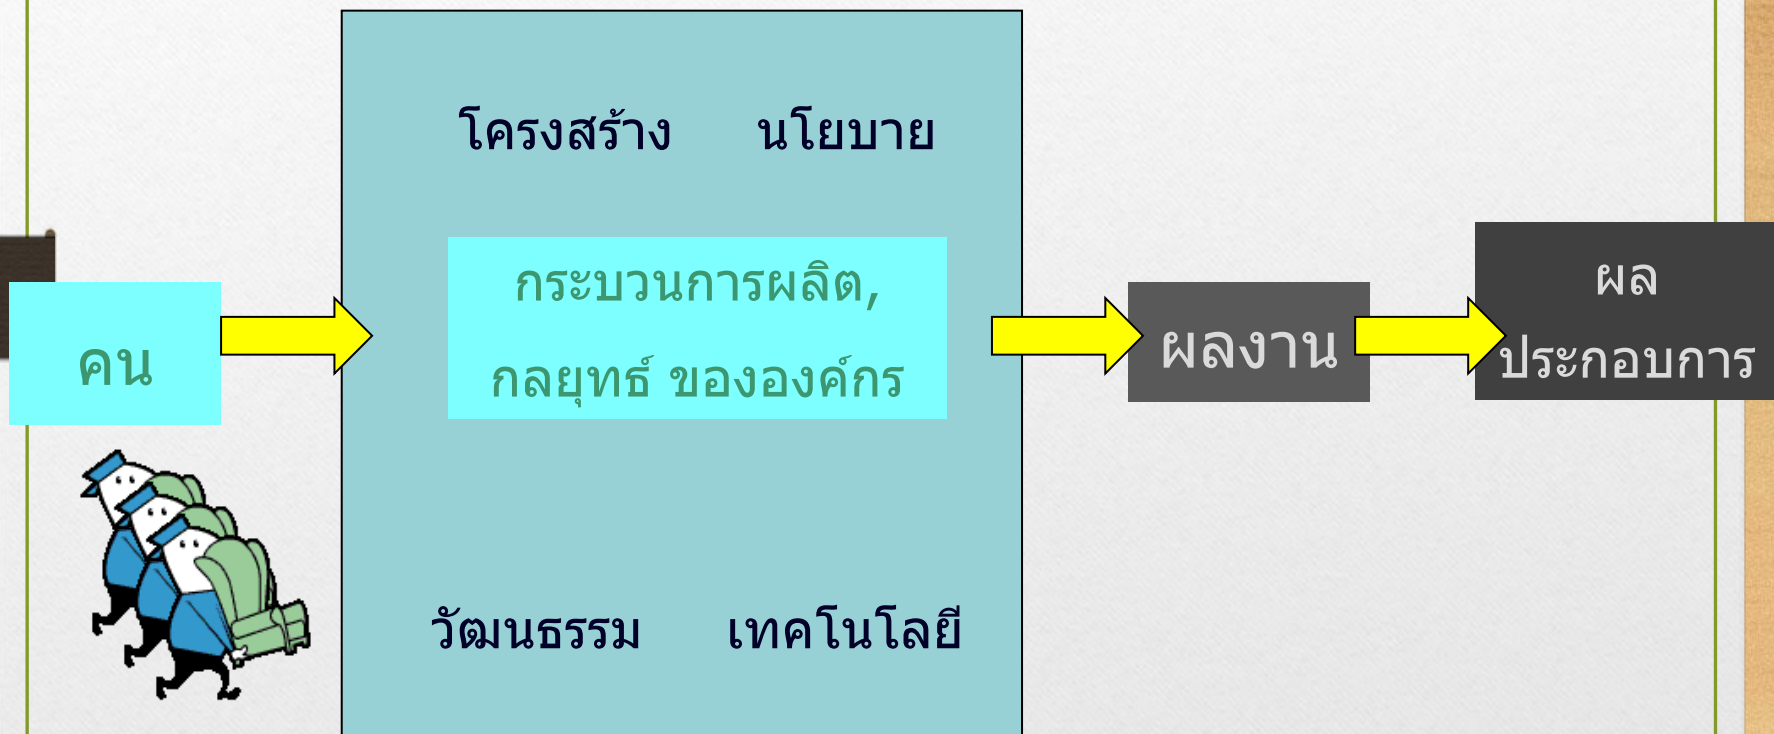 โครงสร้าง นโยบาย
กระบวนการผลิต,
กลยุทธ์ ขององค์กร
คน
ผลงาน
ผล
ประกอบการ
วัฒนธรรม เทคโนโลยี